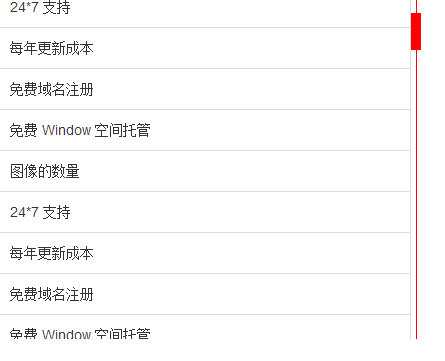 24*7 支持
每年更新成本
免费域名注册
免费 Window 空间托管
图像的数量
24*7 支持
每年更新成本
免费域名注册
免费 Window 空间托管